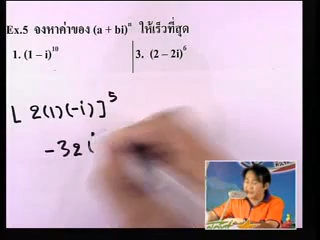 Ex.5 จงหาค่าของ (a + bi)ⁿ ให้เร็วที่สุด
1. (1 – i)¹⁰ 3. (2 – 2i)⁶
[ 2(1)(-i) ]⁵
-32 i